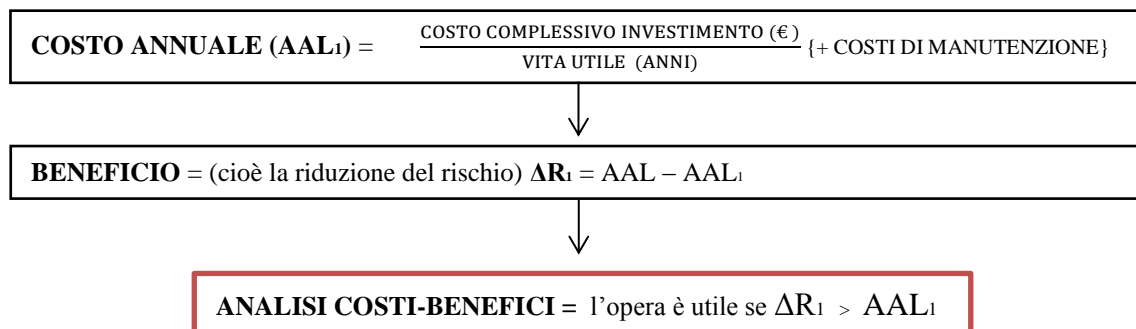 COSTO ANNUALE (AAL₁) = COSTO COMPLESSIVO INVESTIMENTO (€) / VITA UTILE (ANNI) {+ COSTI DI MANUTENZIONE}
BENEFICIO = (cioè la riduzione del rischio) ΔR₁ = AAL – AAL₁
ANALISI COSTI-BENEFICI = l'opera è utile se ΔR₁ > AAL₁